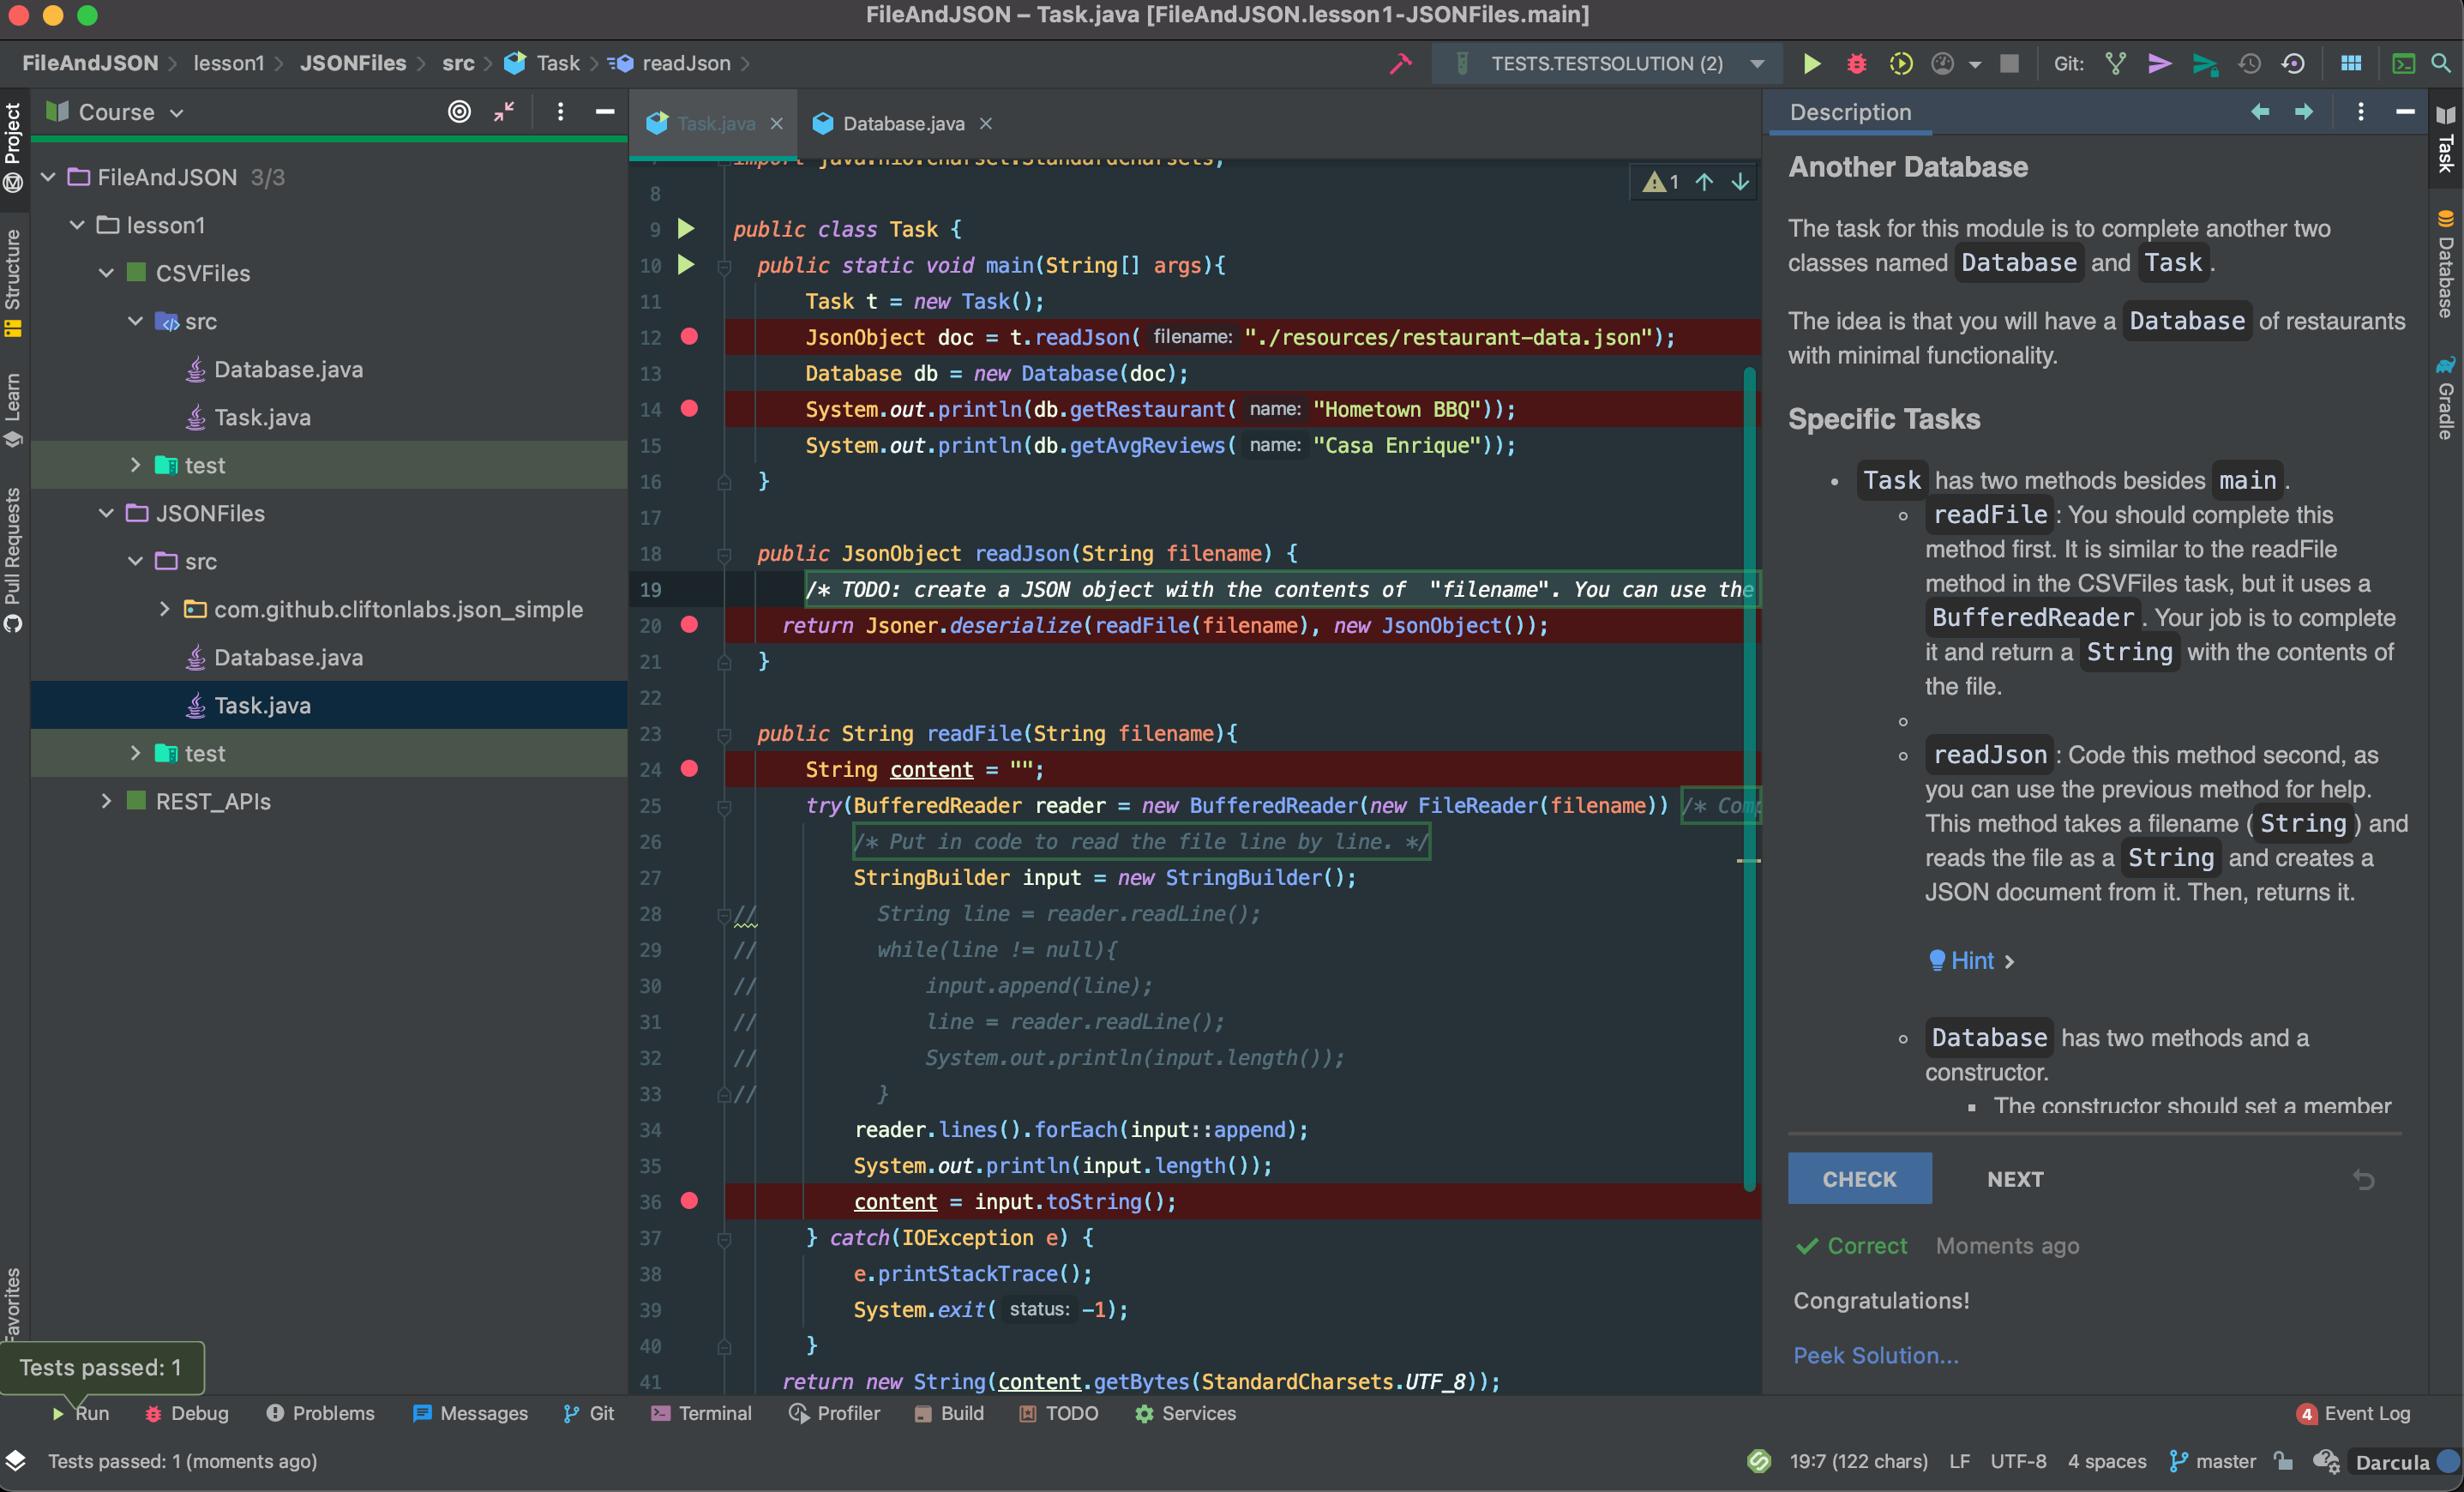 FileAndJSON – Task.java [FileAndJSON.lesson1-JSONFiles.main]
FileAndJSON lesson1 JSONFiles src Task readJson
TESTS.TESTSOLUTION (2)
Git:
Project
Structure
Learn
Pull Requests
Favorites
Course
FileAndJSON 3/3
lesson1
CSVFiles
src
Database.java
Task.java
test
JSONFiles
src
com.github.cliftonlabs.json_simple
Database.java
Task.java
test
REST_APIs
Task.java Database.java
1
7 import java.nio.charset.StandardCharsets;
8
9 public class Task {
10 public static void main(String[] args){
11 Task t = new Task();
12 JsonObject doc = t.readJson( filename: "./resources/restaurant-data.json");
13 Database db = new Database(doc);
14 System.out.println(db.getRestaurant( name: "Hometown BBQ"));
15 System.out.println(db.getAvgReviews( name: "Casa Enrique"));
16 }
17
18 public JsonObject readJson(String filename) {
19 /* TODO: create a JSON object with the contents of "filename". You can use the
20 return Jsoner.deserialize(readFile(filename), new JsonObject());
21 }
22
23 public String readFile(String filename){
24 String content = "";
25 try(BufferedReader reader = new BufferedReader(new FileReader(filename)) /* Com
26 /* Put in code to read the file line by line. */
27 StringBuilder input = new StringBuilder();
28 // String line = reader.readLine();
29 // while(line != null){
30 // input.append(line);
31 // line = reader.readLine();
32 // System.out.println(input.length());
33 // }
34 reader.lines().forEach(input::append);
35 System.out.println(input.length());
36 content = input.toString();
37 } catch(IOException e) {
38 e.printStackTrace();
39 System.exit( status: -1);
40 }
41 return new String(content.getBytes(StandardCharsets.UTF_8));
Description
Another Database
The task for this module is to complete another two
classes named Database and Task .
The idea is that you will have a Database of restaurants
with minimal functionality.
Specific Tasks
• Task has two methods besides main .
readFile : You should complete this
method first. It is similar to the readFile
method in the CSVFiles task, but it uses a
BufferedReader . Your job is to complete
it and return a String with the contents of
the file.
readJson : Code this method second, as
you can use the previous method for help.
This method takes a filename ( String ) and
reads the file as a String and creates a
JSON document from it. Then, returns it.
Hint
Database has two methods and a
constructor.
The constructor should set a member
CHECK NEXT
Correct Moments ago
Congratulations!
Peek Solution...
Task
Database
Gradle
Tests passed: 1
Run Debug Problems Messages Git Terminal Profiler Build TODO Services 4 Event Log
Tests passed: 1 (moments ago) 19:7 (122 chars) LF UTF-8 4 spaces master Darcula